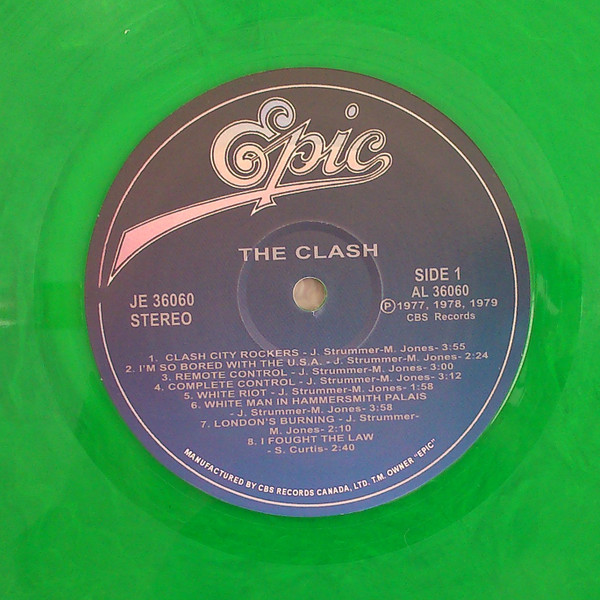 Epic
THE CLASH
JE 36060
STEREO
SIDE 1
AL 36060
Ⓟ1977, 1978, 1979
CBS Records
1. CLASH CITY ROCKERS - J. Strummer-M. Jones- 3:55
2. I'M SO BORED WITH THE U.S.A. - J. Strummer-M. Jones- 2:24
3. REMOTE CONTROL - J. Strummer-M. Jones- 3:00
4. COMPLETE CONTROL - J. Strummer-M. Jones- 3:12
5. WHITE RIOT - J. Strummer-M. Jones- 1:58
6. WHITE MAN IN HAMMERSMITH PALAIS
- J. Strummer-M. Jones- 3:58
7. LONDON'S BURNING - J. Strummer-
M. Jones- 2:10
8. I FOUGHT THE LAW
- S. Curtis- 2:40
MANUFACTURED BY CBS RECORDS CANADA, LTD. T.M. OWNER "EPIC"